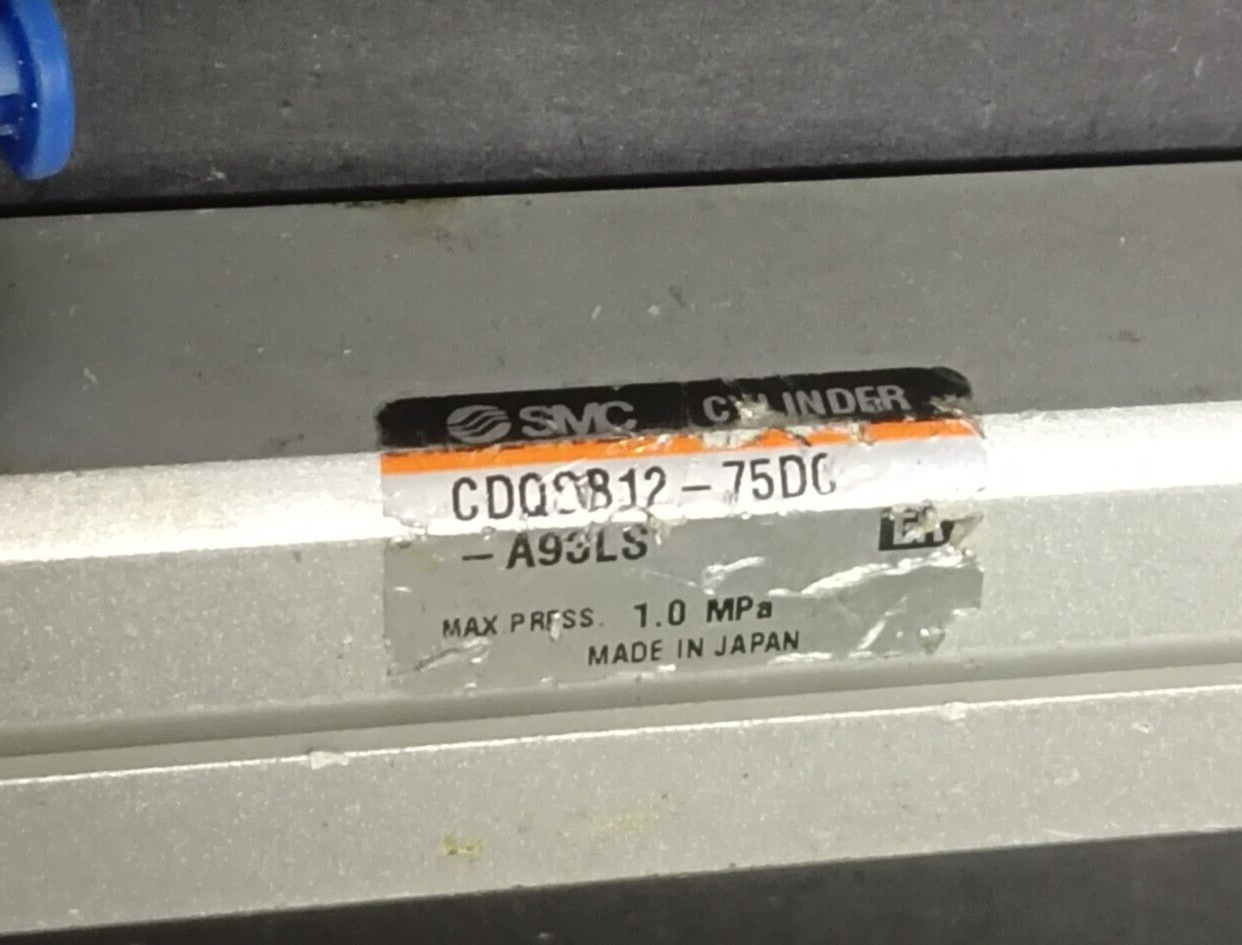 SMC CYLINDER
CDQSB12-75DC
-A93LS
MAX PRESS. 1.0 MPa
MADE IN JAPAN